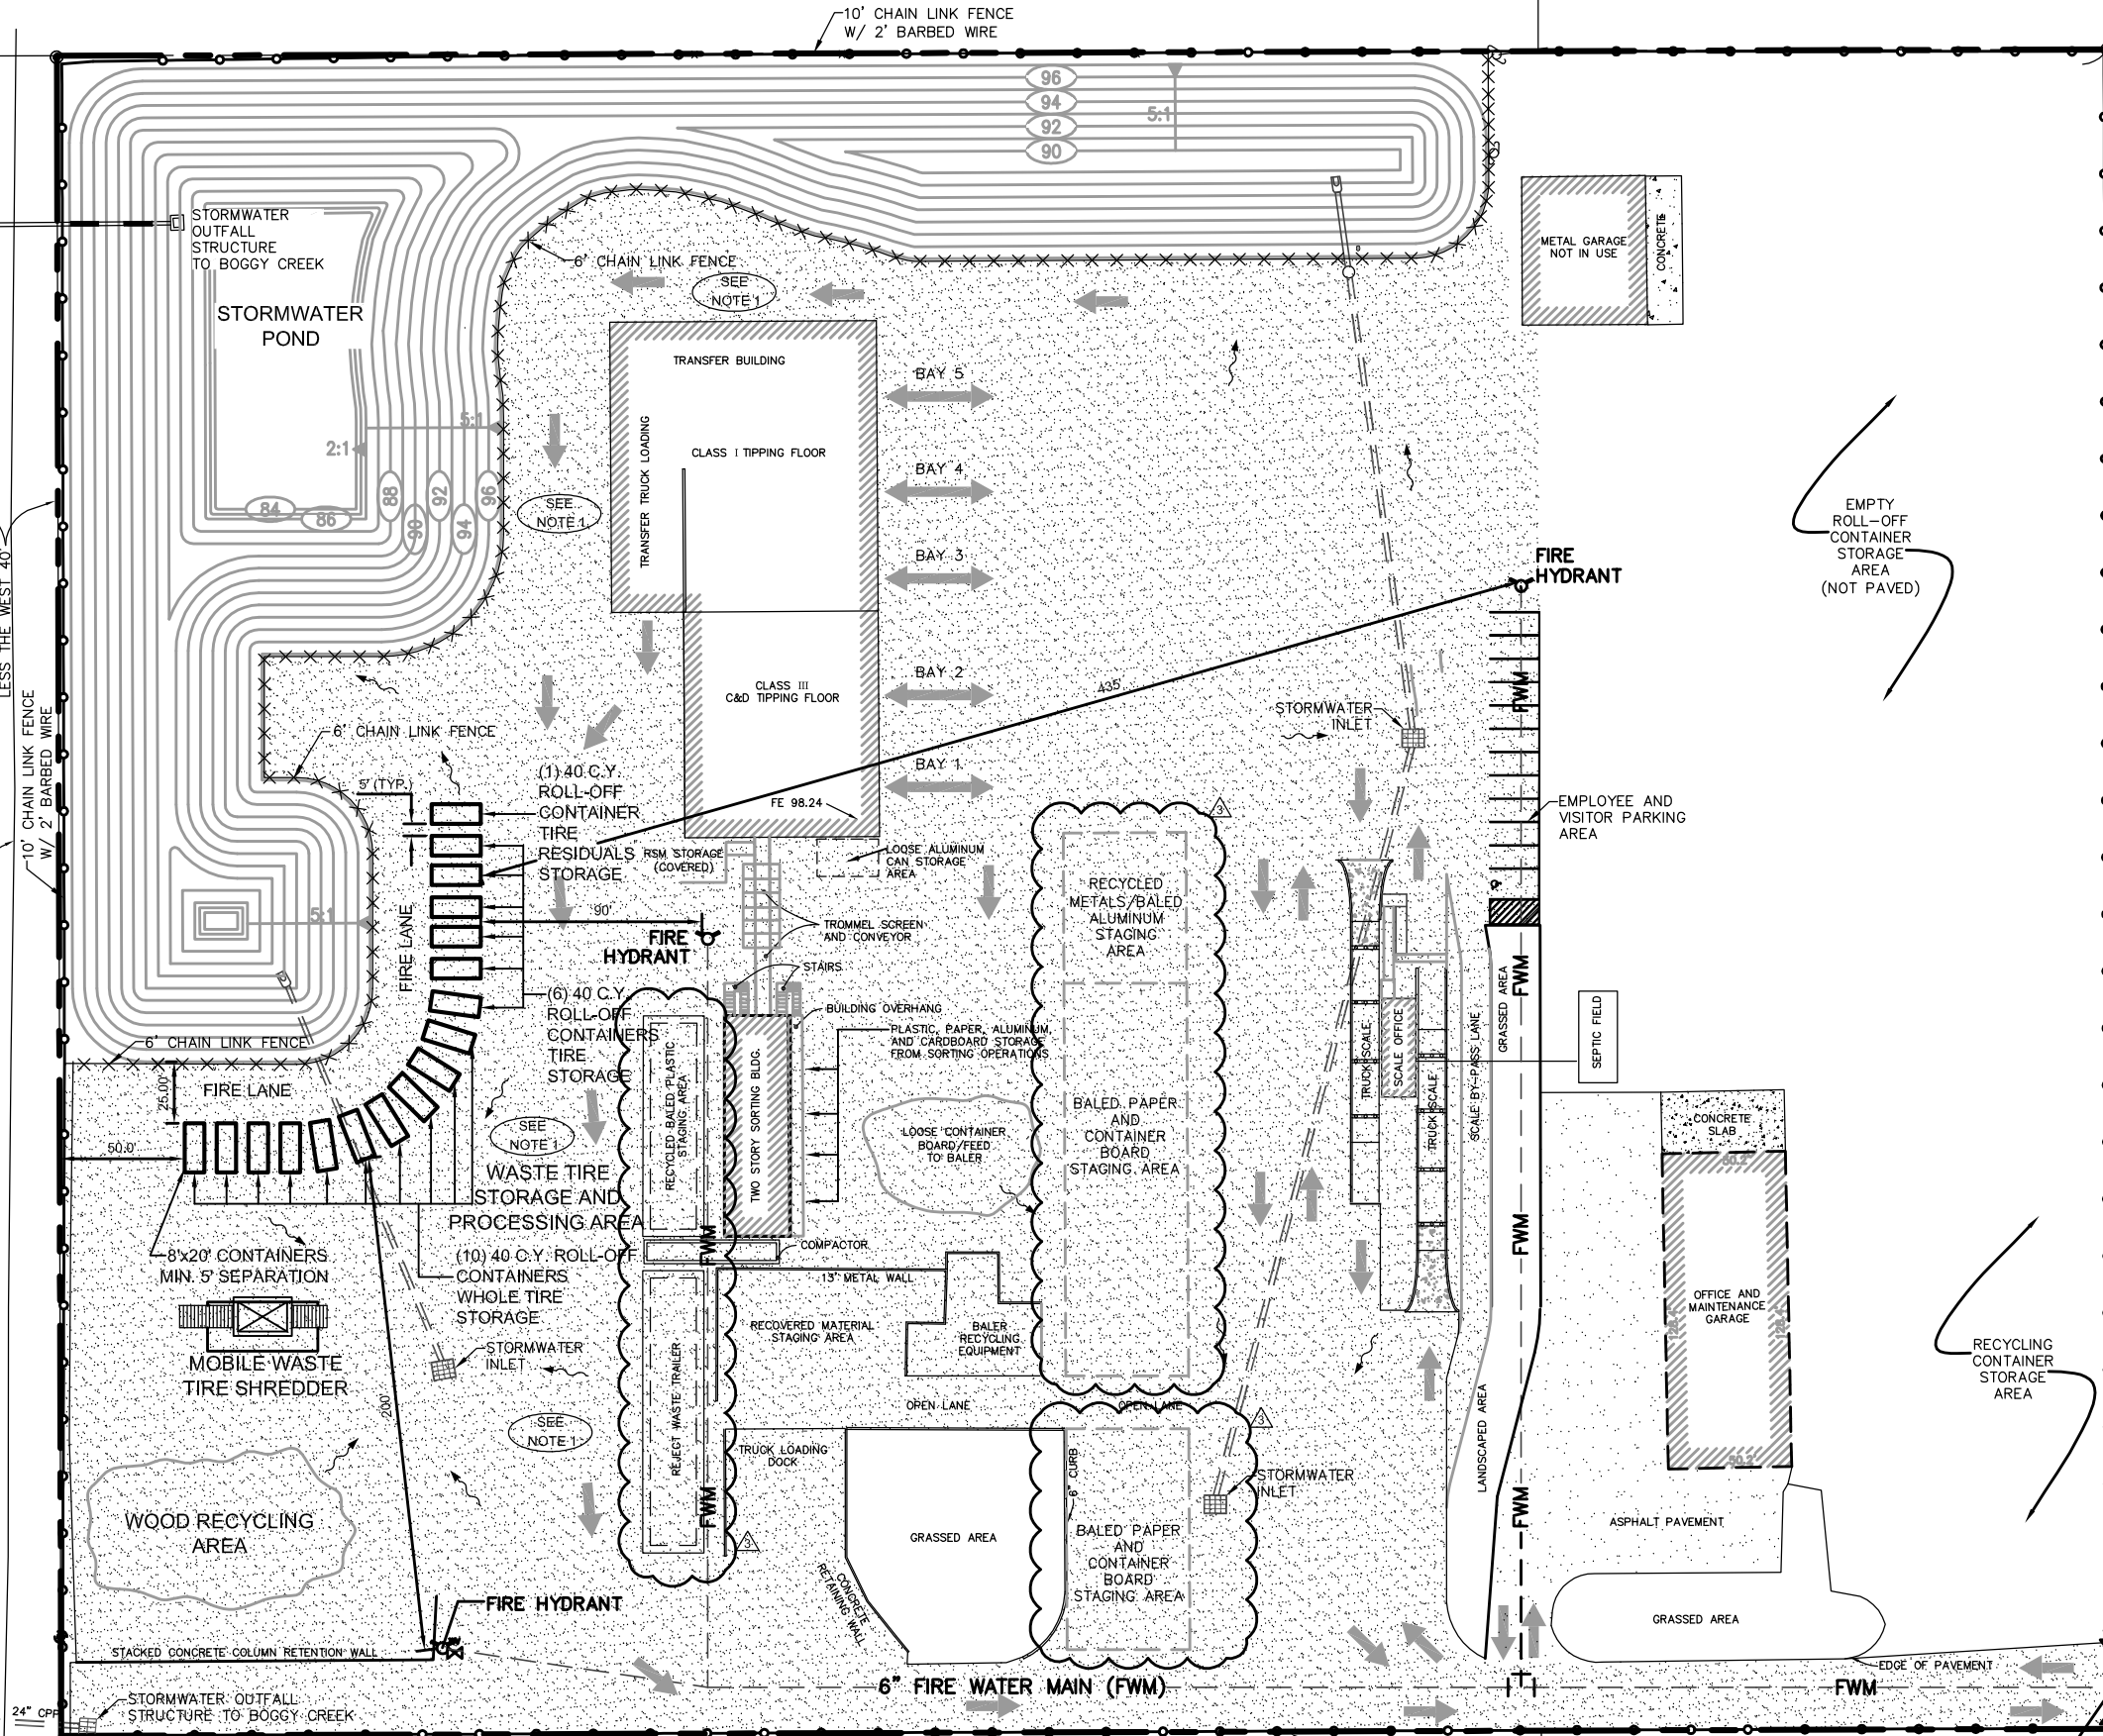 10' CHAIN LINK FENCE
W/ 2' BARBED WIRE
96
94
92
90
5:1
STORMWATER
OUTFALL
STRUCTURE
TO BOGGY CREEK
STORMWATER
POND
6' CHAIN LINK FENCE
SEE
NOTE 1
METAL GARAGE
NOT IN USE
CONCRETE
TRANSFER BUILDING
TRANSFER TRUCK LOADING
CLASS I TIPPING FLOOR
BAY 5
BAY 4
BAY 3
BAY 2
BAY 1
5:1
2:1
84
86
88
90
92
94
96
SEE
NOTE 1
LESS THE WEST 40'
10' CHAIN LINK FENCE
W/ 2' BARBED WIRE
EMPTY
ROLL-OFF
CONTAINER
STORAGE
AREA
(NOT PAVED)
FIRE
HYDRANT
FWM
CLASS III
C&D TIPPING FLOOR
435'
STORMWATER
INLET
FE 98.24
6' CHAIN LINK FENCE
5' (TYP.)
(1) 40 C.Y.
ROLL-OFF
CONTAINER
TIRE
RESIDUALS
STORAGE
RSM STORAGE
(COVERED)
LOOSE ALUMINUM
CAN STORAGE
AREA
3
EMPLOYEE AND
VISITOR PARKING
AREA
RECYCLED
METALS/BALED
ALUMINUM
STAGING
AREA
5:1
FIRE LANE
90'
FIRE
HYDRANT
TROMMEL SCREEN
AND CONVEYOR
STAIRS
BUILDING OVERHANG
PLASTIC, PAPER, ALUMINUM,
AND CARDBOARD STORAGE
FROM SORTING OPERATIONS
(6) 40 C.Y.
ROLL-OFF
CONTAINERS
TIRE
STORAGE
6' CHAIN LINK FENCE
FIRE LANE
25.00'
50.0'
SEE
NOTE 1
WASTE TIRE
STORAGE AND
PROCESSING AREA
RECYCLED BALED PLASTIC
STAGING AREA
TWO STORY SORTING BLDG.
LOOSE CONTAINER
BOARD/FEED
TO BALER
BALED PAPER
AND
CONTAINER
BOARD
STAGING AREA
TRUCK SCALE
SCALE OFFICE
TRUCK SCALE
SCALE BY-PASS LANE
GRASSED AREA
FWM
SEPTIC FIELD
CONCRETE
SLAB
50.2'
OFFICE AND
MAINTENANCE
GARAGE
50.2'
FWM
8'x20' CONTAINERS
MIN. 5' SEPARATION
(10) 40 C.Y. ROLL-OFF
CONTAINERS
WHOLE TIRE
STORAGE
FWM
COMPACTOR
13' METAL WALL
RECOVERED MATERIAL
STAGING AREA
BALER
RECYCLING
EQUIPMENT
MOBILE WASTE
TIRE SHREDDER
STORMWATER
INLET
200'
RECYCLING
CONTAINER
STORAGE
AREA
OPEN LANE
OPEN LANE
SEE
NOTE 1
REJECT WASTE TRAILER
FWM
3
TRUCK LOADING
DOCK
GRASSED AREA
CONCRETE
RETAINING WALL
6" CURB
3
STORMWATER
INLET
BALED PAPER
AND
CONTAINER
BOARD
STAGING AREA
LANDSCAPED AREA
FWM
ASPHALT PAVEMENT
GRASSED AREA
WOOD RECYCLING
AREA
FIRE HYDRANT
STACKED CONCRETE COLUMN RETENTION WALL
6" FIRE WATER MAIN (FWM)
EDGE OF PAVEMENT
FWM
24" CPP
STORMWATER OUTFALL
STRUCTURE TO BOGGY CREEK